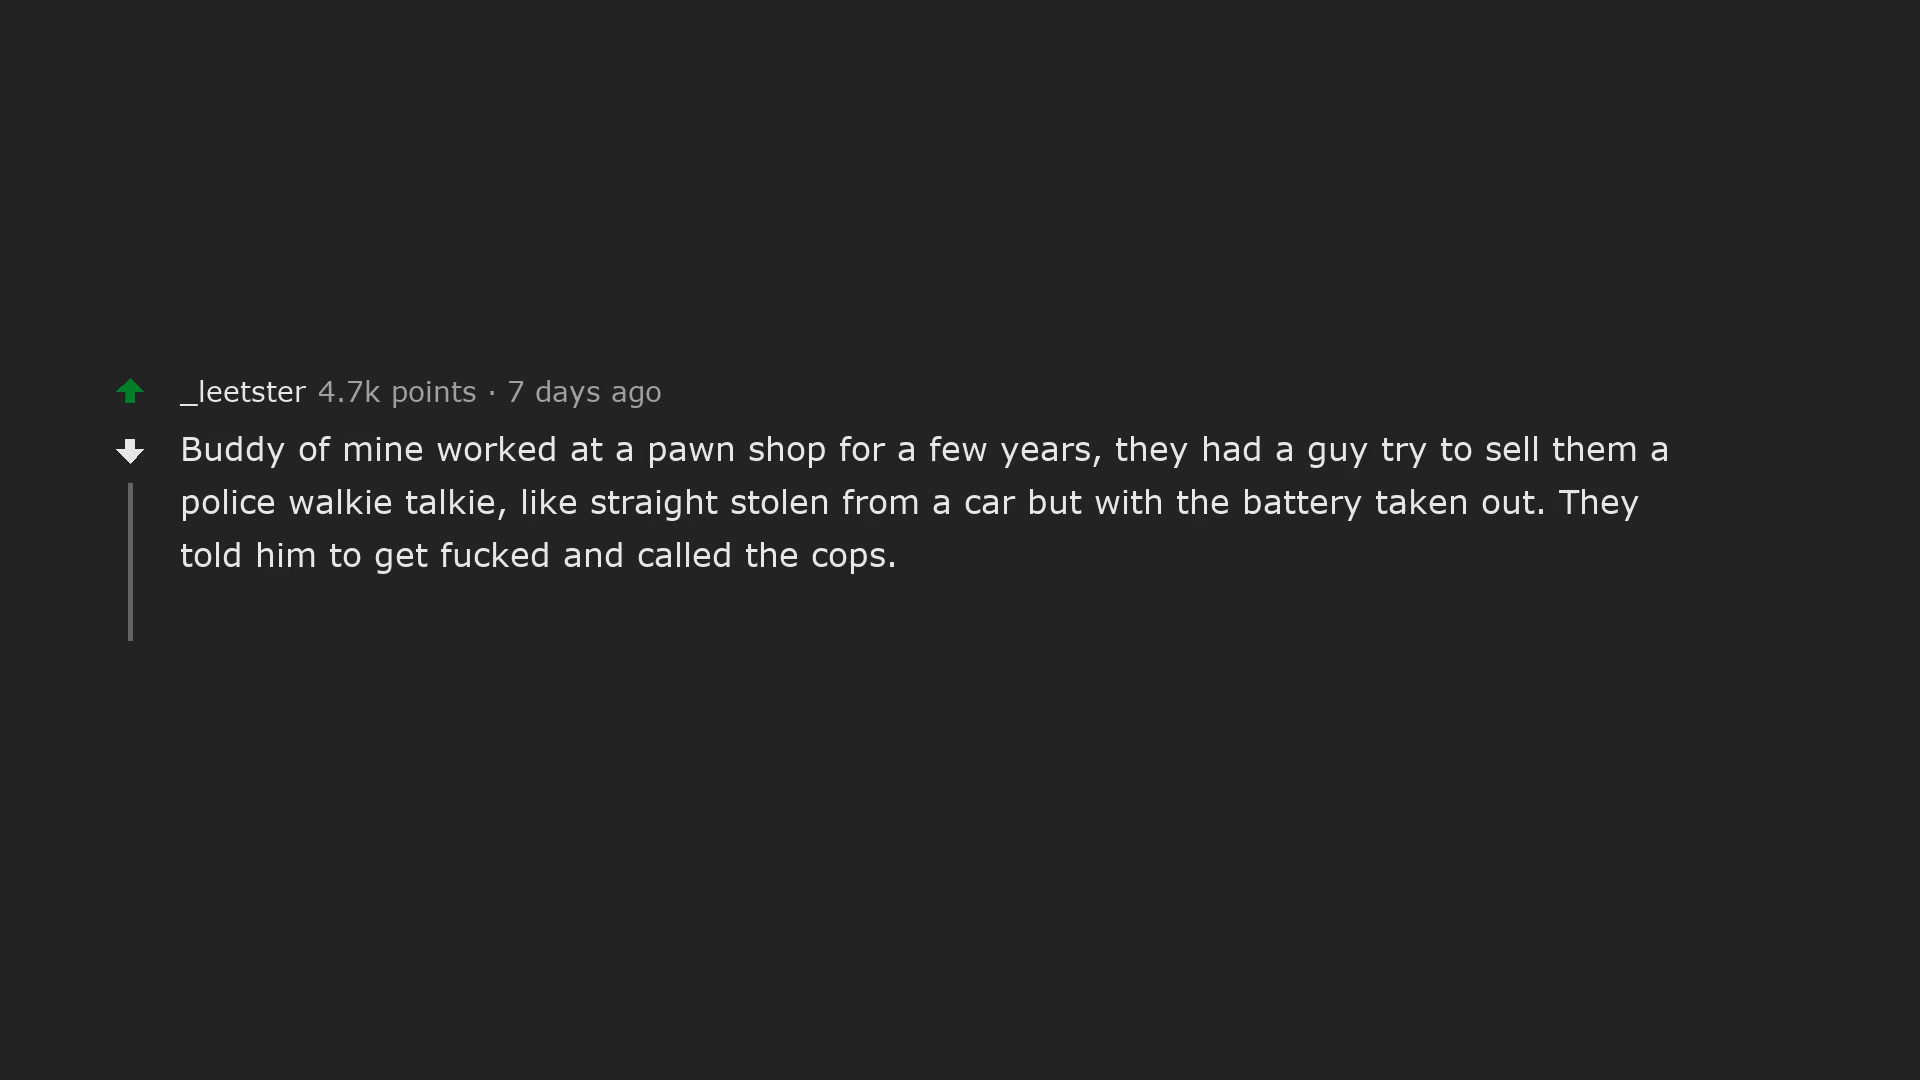 _leetster 4.7k points · 7 days ago
Buddy of mine worked at a pawn shop for a few years, they had a guy try to sell them a
police walkie talkie, like straight stolen from a car but with the battery taken out. They
told him to get fucked and called the cops.